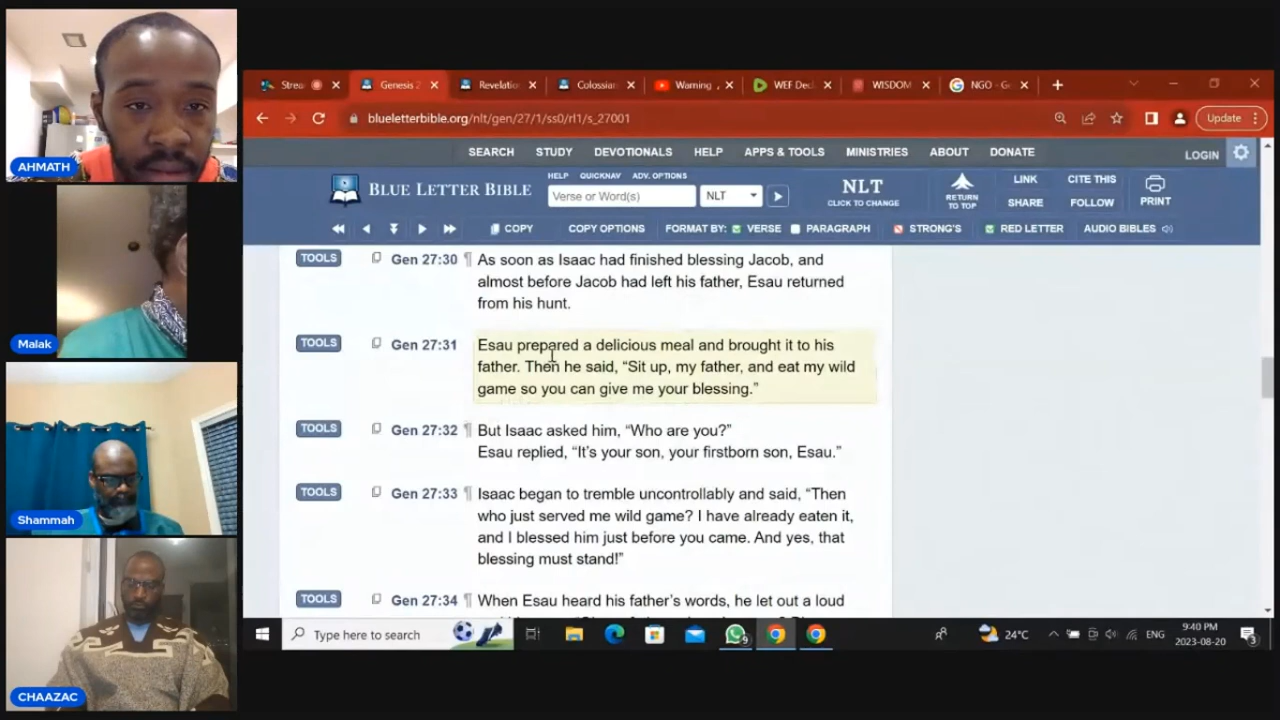 AHMATH
Malak
Shammah
CHAAZAC
Strea
Genesis 2
Revelation
Colossian
Warning
WEF Decl
WISDOM
NGO - G
blueletterbible.org/nlt/gen/27/1/ss0/rl1/s_27001
Update
SEARCH STUDY DEVOTIONALS HELP APPS & TOOLS MINISTRIES ABOUT DONATE
LOGIN
BLUE LETTER BIBLE
HELP QUICKNAV ADV. OPTIONS
Verse or Word(s)
NLT
NLT
CLICK TO CHANGE
RETURN
TO TOP
LINK
CITE THIS
SHARE
FOLLOW
PRINT
COPY COPY OPTIONS FORMAT BY: VERSE PARAGRAPH STRONG'S RED LETTER AUDIO BIBLES
TOOLS Gen 27:30 ¶ As soon as Isaac had finished blessing Jacob, and
almost before Jacob had left his father, Esau returned
from his hunt.
TOOLS Gen 27:31 Esau prepared a delicious meal and brought it to his
father. Then he said, “Sit up, my father, and eat my wild
game so you can give me your blessing.”
TOOLS Gen 27:32 ¶ But Isaac asked him, “Who are you?”
Esau replied, “It’s your son, your firstborn son, Esau.”
TOOLS Gen 27:33 ¶ Isaac began to tremble uncontrollably and said, “Then
who just served me wild game? I have already eaten it,
and I blessed him just before you came. And yes, that
blessing must stand!”
TOOLS Gen 27:34 ¶ When Esau heard his father’s words, he let out a loud
Type here to search
9
24°C
ENG
9:40 PM
2023-08-20
3